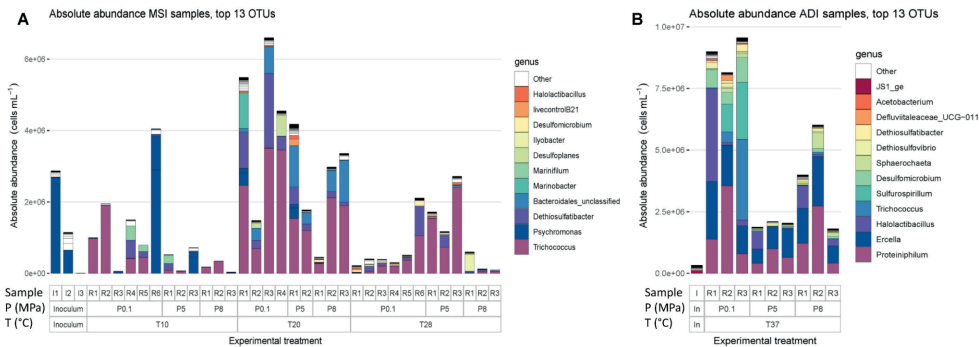 A
Absolute abundance MSI samples, top 13 OTUs
Absolute abundance (cells mL⁻¹)
6e+06
4e+06
2e+06
0e+00
genus
Other
Halolactibacillus
livecontrolB21
Desulfomicrobium
Ilyobacter
Desulfoplanes
Marinifilum
Marinobacter
Bacteroidales_unclassified
Dethiosulfatibacter
Psychromonas
Trichococcus
Sample I1 I2 I3 R1 R2 R3 R4 R5 R6 R1 R2 R3 R1 R2 R3 R1 R2 R3 R4 R1 R2 R1 R2 R3 R1 R2 R3 R4 R5 R6 R1 R2 R3 R1 R2 R3
P (MPa) Inoculum P0.1 P5 P8 P0.1 P5 P8 P0.1 P5 P8
T (°C) Inoculum T10 T20 T28
Experimental treatment
B
Absolute abundance ADI samples, top 13 OTUs
Absolute abundance (cells mL⁻¹)
1.0e+07
7.5e+06
5.0e+06
2.5e+06
0.0e+00
genus
Other
JS1_ge
Acetobacterium
Defluviitaleaceae_UCG-011
Dethiosulfatibacter
Dethiosulfovibrio
Sphaerochaeta
Desulfomicrobium
Sulfurospirillum
Trichococcus
Halolactibacillus
Ercella
Proteiniphilum
Sample I R1 R2 R3 R1 R2 R3 R1 R2 R3
P (MPa) In P0.1 P5 P8
T (°C) In T37
Experimental treatment